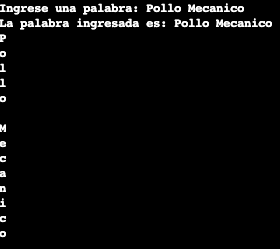 Ingrese una palabra: Pollo Mecanico
La palabra ingresada es: Pollo Mecanico
P
o
l
l
o

M
e
c
a
n
i
c
o